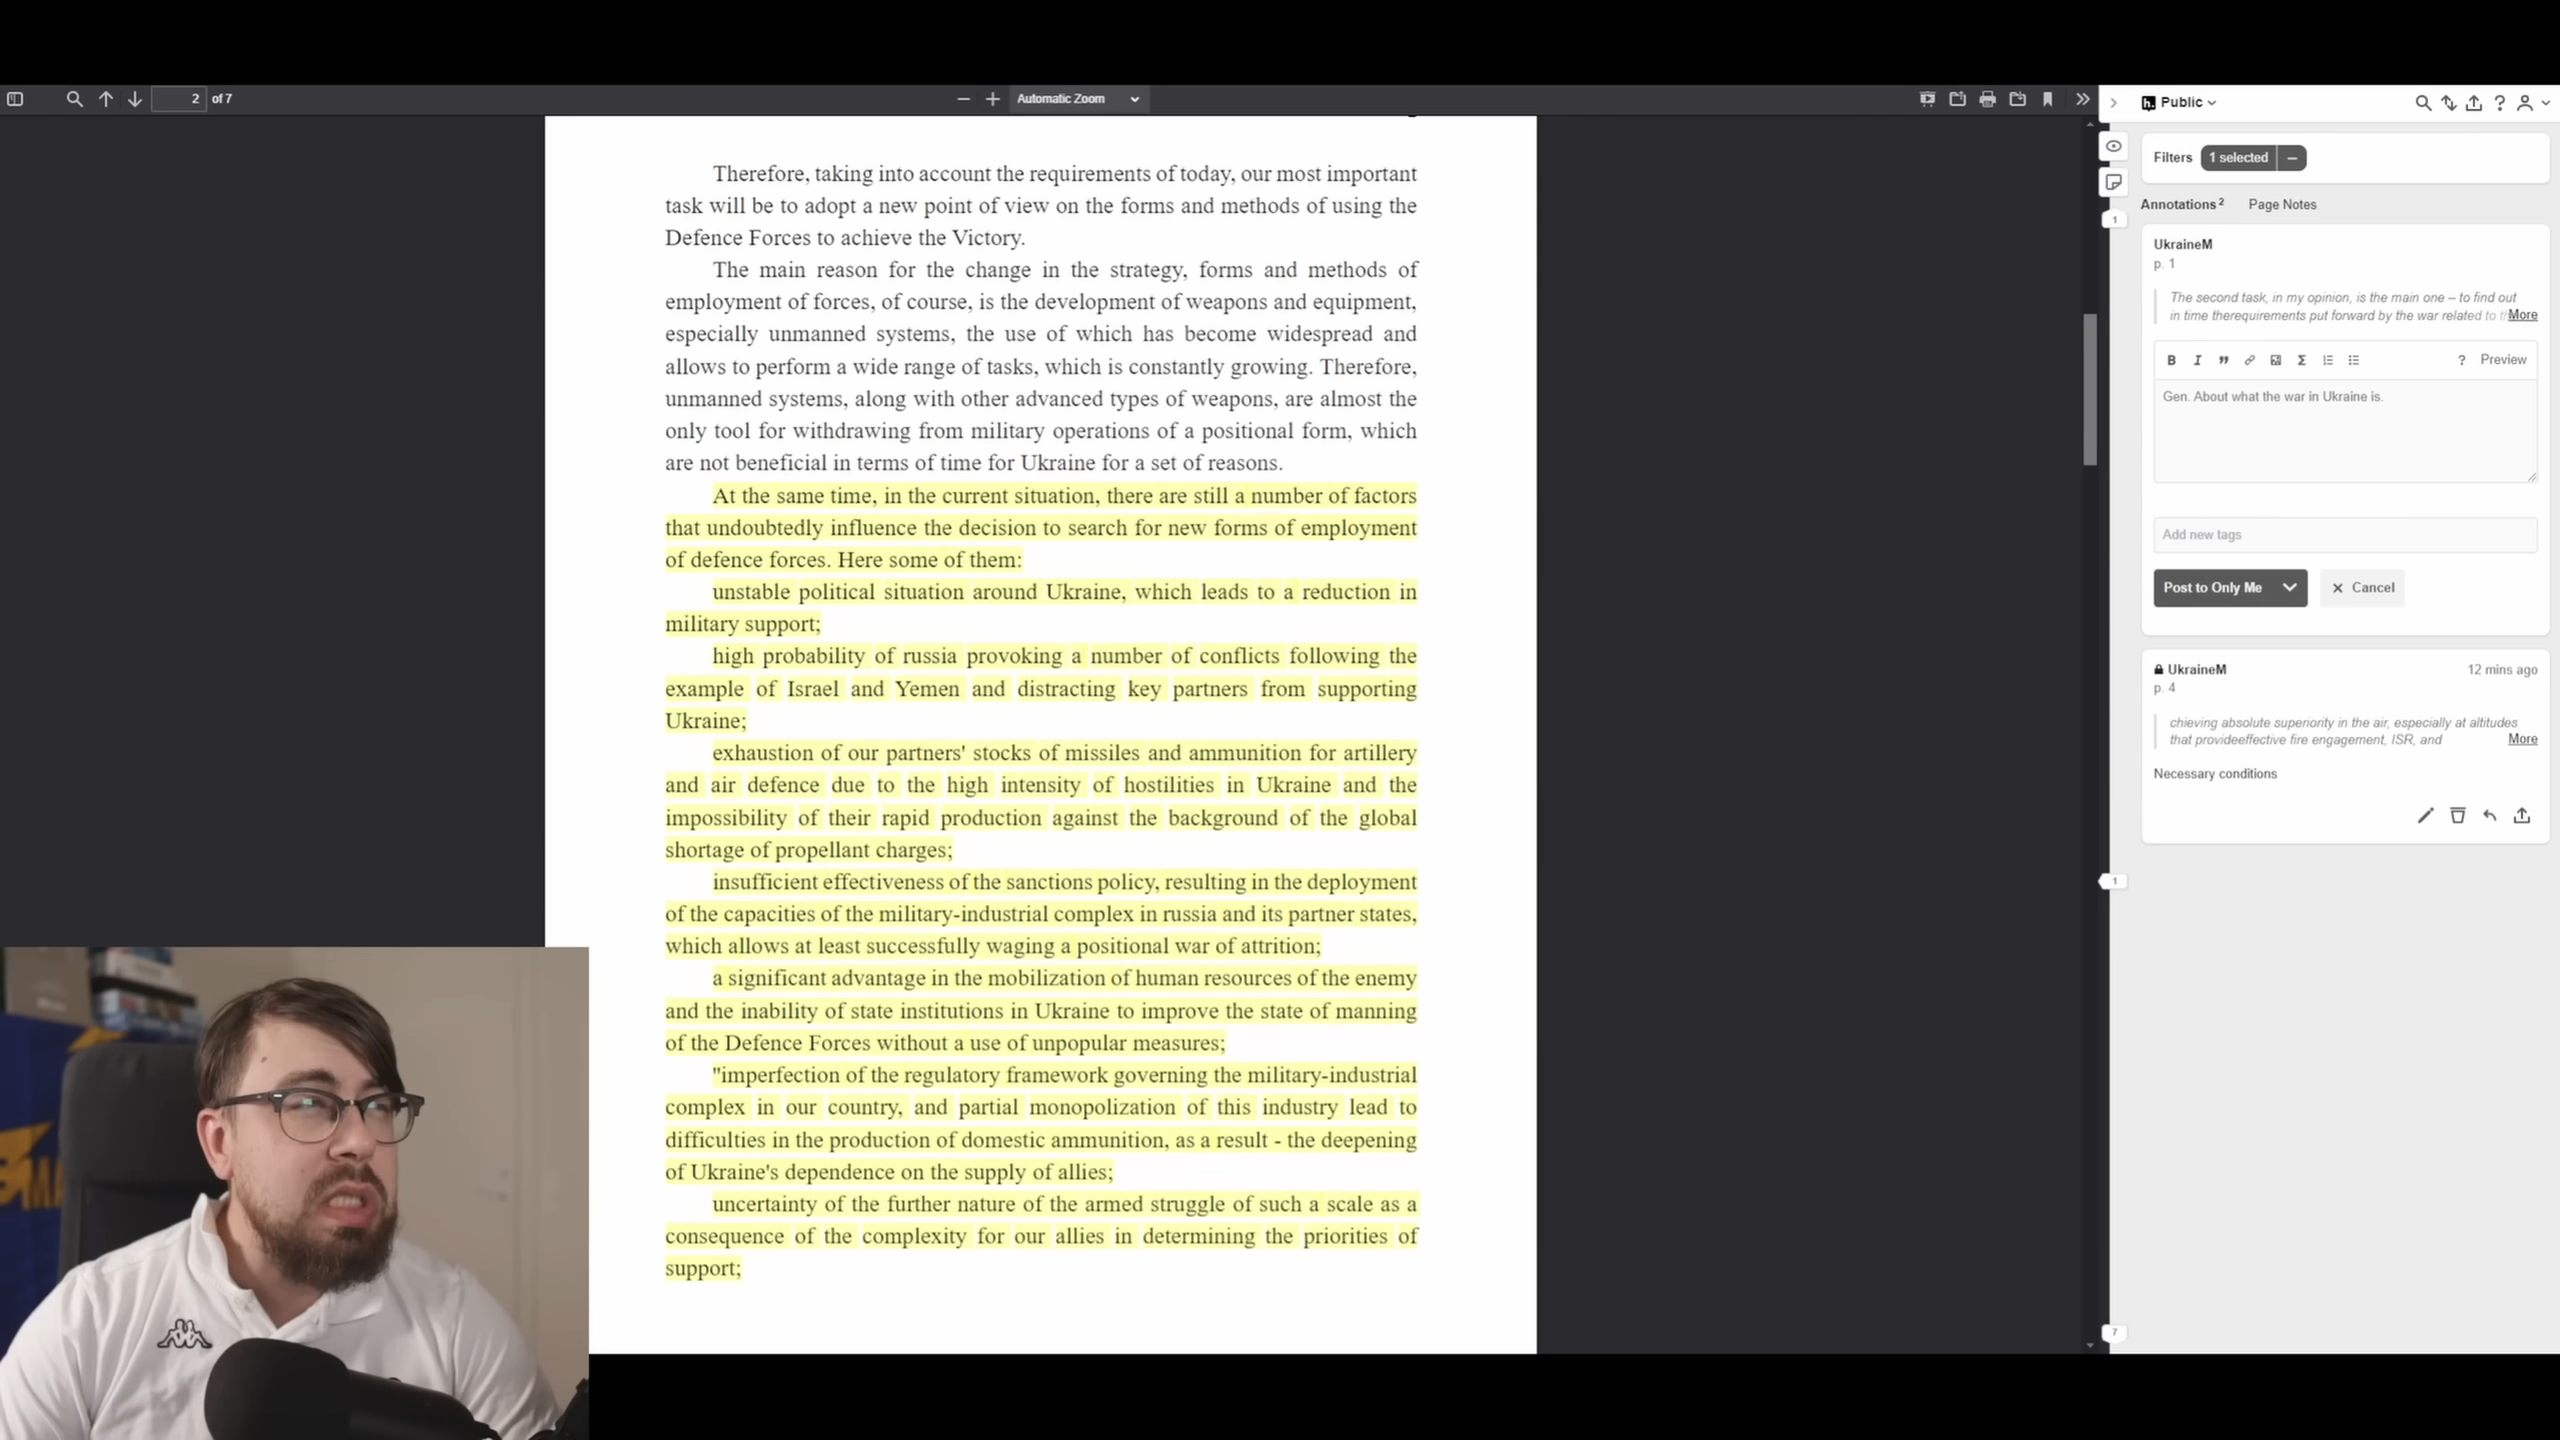 2 of 7
Automatic Zoom
Therefore, taking into account the requirements of today, our most important
task will be to adopt a new point of view on the forms and methods of using the
Defence Forces to achieve the Victory.
The main reason for the change in the strategy, forms and methods of
employment of forces, of course, is the development of weapons and equipment,
especially unmanned systems, the use of which has become widespread and
allows to perform a wide range of tasks, which is constantly growing. Therefore,
unmanned systems, along with other advanced types of weapons, are almost the
only tool for withdrawing from military operations of a positional form, which
are not beneficial in terms of time for Ukraine for a set of reasons.
At the same time, in the current situation, there are still a number of factors
that undoubtedly influence the decision to search for new forms of employment
of defence forces. Here some of them:
unstable political situation around Ukraine, which leads to a reduction in
military support;
high probability of russia provoking a number of conflicts following the
example of Israel and Yemen and distracting key partners from supporting
Ukraine;
exhaustion of our partners' stocks of missiles and ammunition for artillery
and air defence due to the high intensity of hostilities in Ukraine and the
impossibility of their rapid production against the background of the global
shortage of propellant charges;
insufficient effectiveness of the sanctions policy, resulting in the deployment
of the capacities of the military-industrial complex in russia and its partner states,
which allows at least successfully waging a positional war of attrition;
a significant advantage in the mobilization of human resources of the enemy
and the inability of state institutions in Ukraine to improve the state of manning
of the Defence Forces without a use of unpopular measures;
"imperfection of the regulatory framework governing the military-industrial
complex in our country, and partial monopolization of this industry lead to
difficulties in the production of domestic ammunition, as a result - the deepening
of Ukraine's dependence on the supply of allies;
uncertainty of the further nature of the armed struggle of such a scale as a
consequence of the complexity for our allies in determining the priorities of
support;
Public
Filters 1 selected
Annotations 2 Page Notes
UkraineM
p. 1
The second task, in my opinion, is the main one – to find out
in time therequirements put forward by the war related to More
B I Σ ? Preview
Gen. About what the war in Ukraine is.
Add new tags
Post to Only Me Cancel
UkraineM 12 mins ago
p. 4
chieving absolute superiority in the air, especially at altitudes
that provideeffective fire engagement, ISR, and More
Necessary conditions
1
1
7